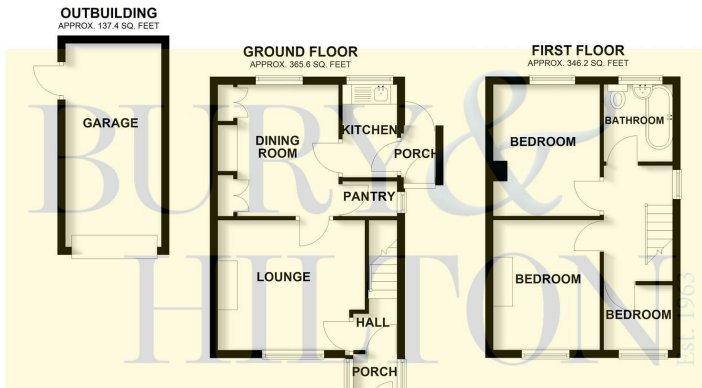 OUTBUILDING
APPROX. 137.4 SQ. FEET
GARAGE
GROUND FLOOR
APPROX. 365.6 SQ. FEET
DINING
ROOM
KITCHEN
PORCH
PANTRY
LOUNGE
HALL
PORCH
FIRST FLOOR
APPROX. 346.2 SQ. FEET
BEDROOM
BATHROOM
BEDROOM
BEDROOM
BURY &
HILTON
Est. 1963